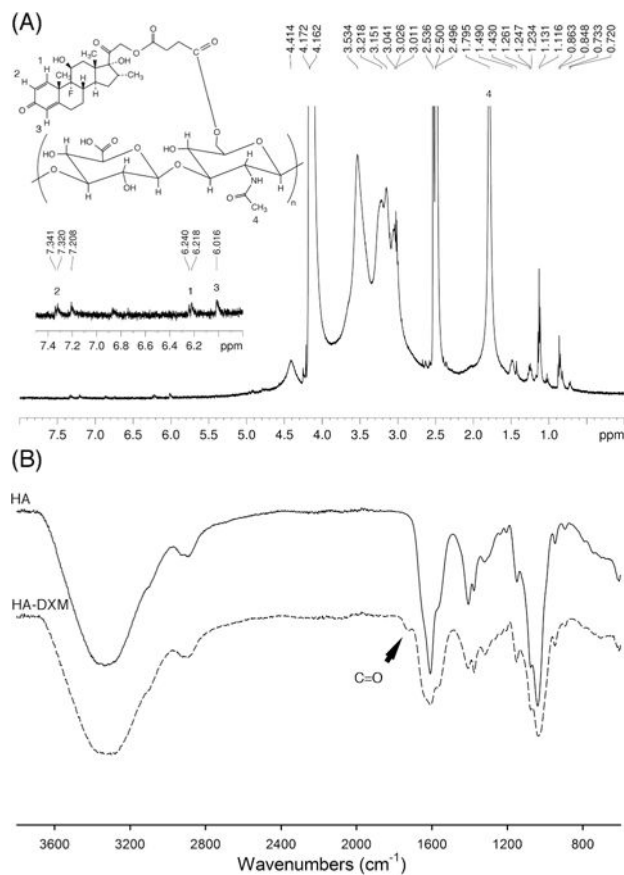 (A)
4.414
4.172
4.162
3.534
3.218
3.151
3.041
3.026
3.011
2.536
2.500
2.496
1.795
1.490
1.430
1.261
1.247
1.234
1.131
1.116
0.863
0.848
0.733
0.720
O
HO
O
O
O
O
1
H
HO
CH3
OH
2
H
CH3
H
CH3
F
H
O
H
3
O
HO
O
H
OH
H
O
HO
O
O
H
H
O
H
OH
H
O
H
NH
H
O
n
O
CH3
4
4
7.341
7.320
7.208
6.240
6.218
6.016
2
1
3
7.4 7.2 7.0 6.8 6.6 6.4 6.2 ppm
7.5 7.0 6.5 6.0 5.5 5.0 4.5 4.0 3.5 3.0 2.5 2.0 1.5 1.0 ppm
(B)
HA
HA-DXM
C=O
3600 3200 2800 2400 2000 1600 1200 800
Wavenumbers (cm-1)